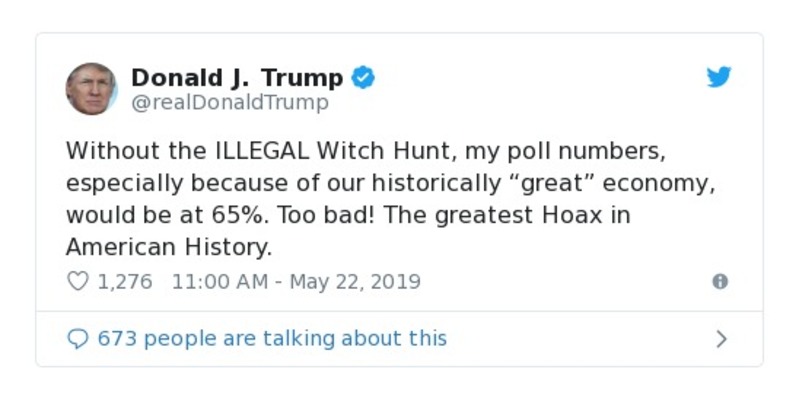 Donald J. Trump
@realDonaldTrump
Without the ILLEGAL Witch Hunt, my poll numbers,
especially because of our historically “great” economy,
would be at 65%. Too bad! The greatest Hoax in
American History.
1,276 11:00 AM - May 22, 2019
673 people are talking about this